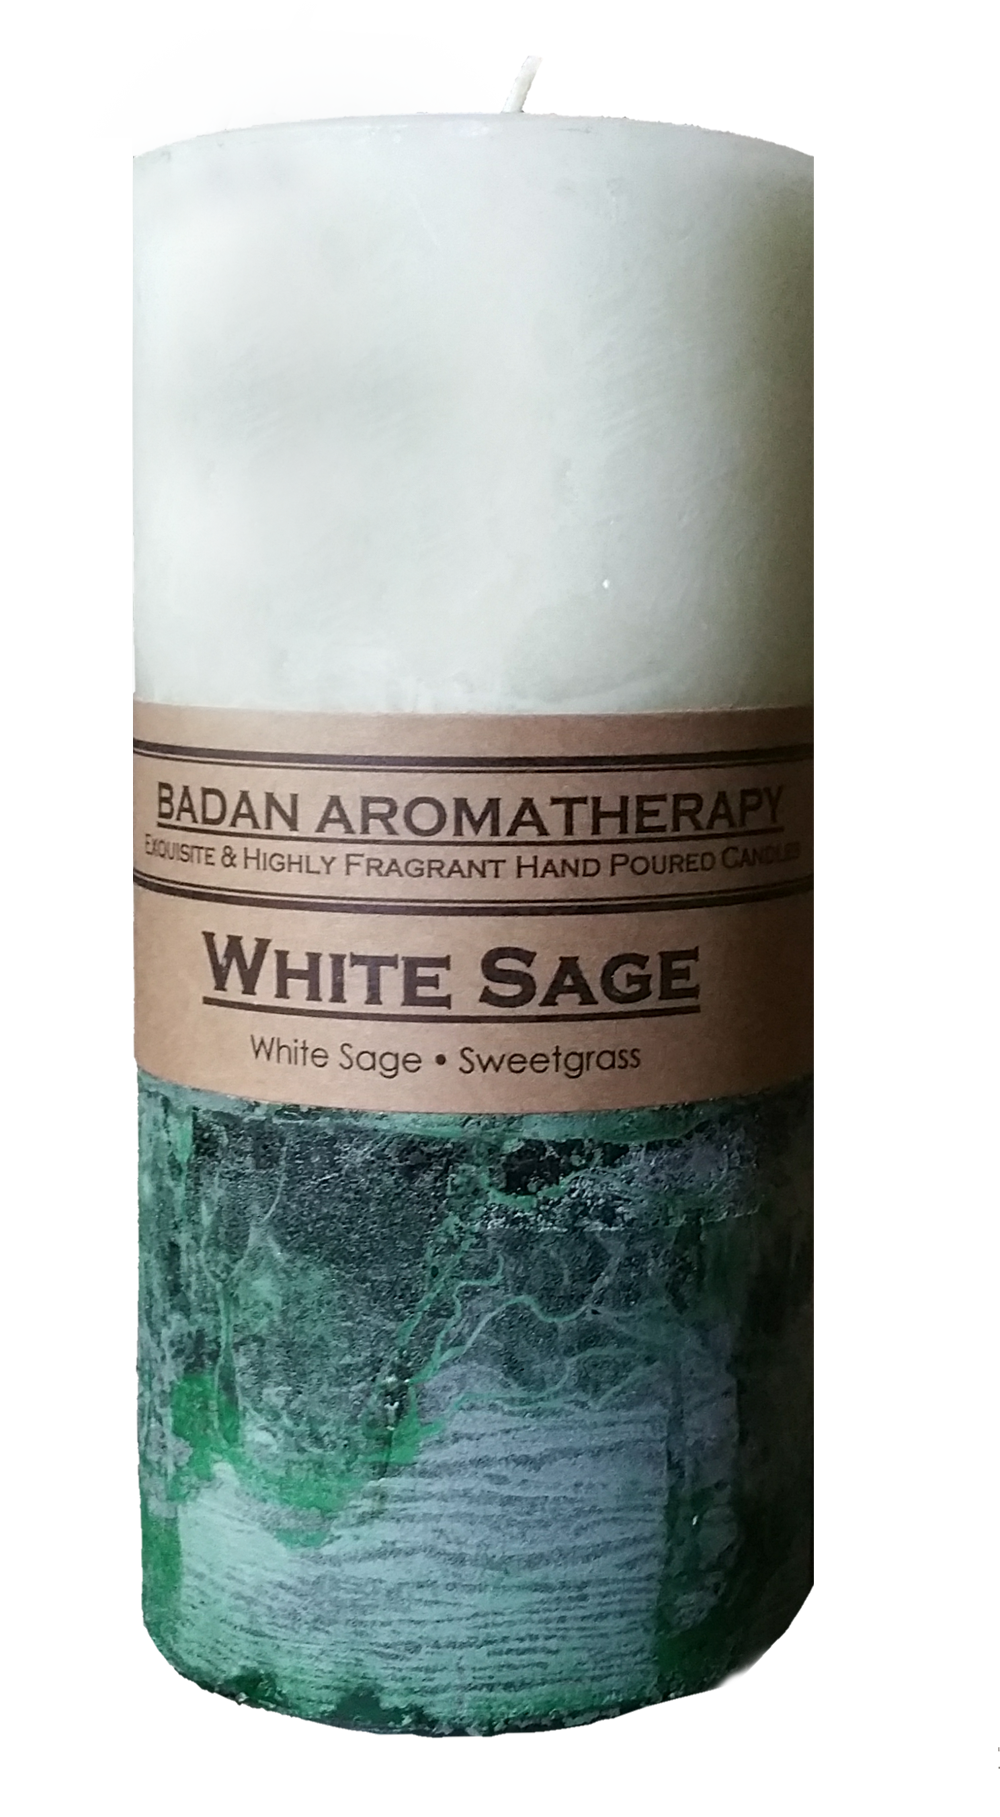 BADAN AROMATHERAPY
EXQUISITE & HIGHLY FRAGRANT HAND POURED CANDLES
WHITE SAGE
White Sage • Sweetgrass